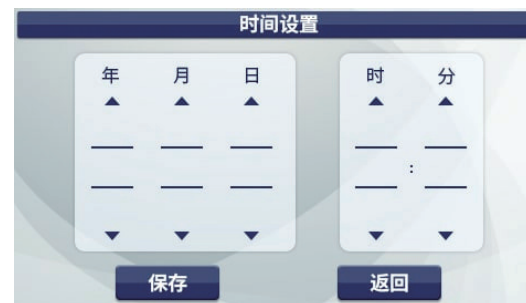 时间设置
年 月 日 时 分
:
保存 返回